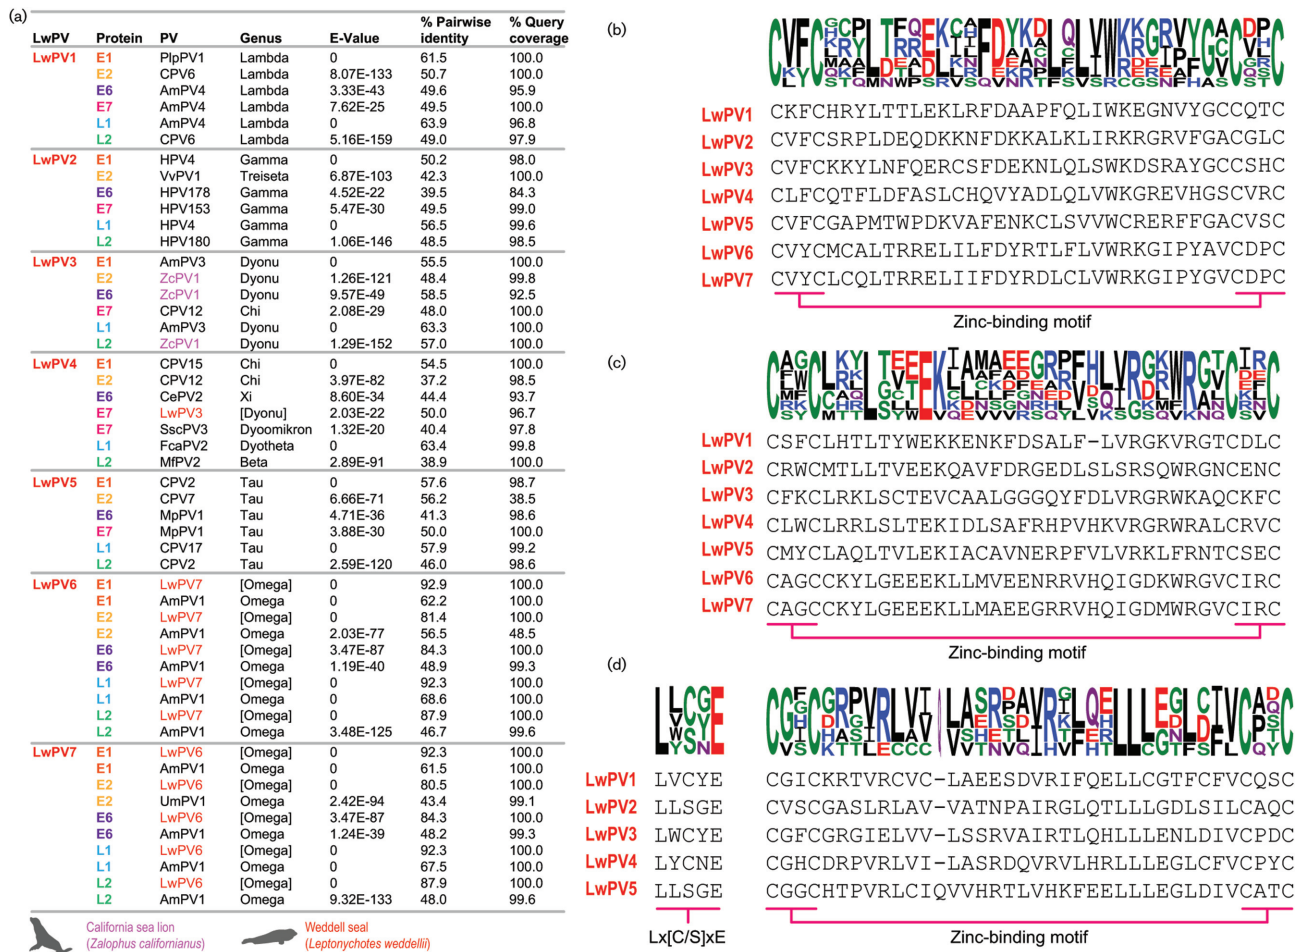 (a)
LwPV Protein PV Genus E-Value % Pairwise identity % Query coverage
LwPV1 E1 PlpPV1 Lambda 0 61.5 100.0
E2 CPV6 Lambda 8.07E-133 50.7 100.0
E6 AmPV4 Lambda 3.33E-43 49.6 95.9
E7 AmPV4 Lambda 7.62E-25 49.5 100.0
L1 AmPV4 Lambda 0 63.9 96.8
L2 CPV6 Lambda 5.16E-159 49.0 97.9
LwPV2 E1 HPV4 Gamma 0 50.2 98.0
E2 VvPV1 Treiseta 6.87E-103 42.3 100.0
E6 HPV178 Gamma 4.52E-22 39.5 84.3
E7 HPV153 Gamma 5.47E-30 49.5 99.0
L1 HPV4 Gamma 0 56.5 99.6
L2 HPV180 Gamma 1.06E-146 48.5 98.5
LwPV3 E1 AmPV3 Dyonu 0 55.5 100.0
E2 ZcPV1 Dyonu 1.26E-121 48.4 99.8
E6 ZcPV1 Dyonu 9.57E-49 58.5 92.5
E7 CPV12 Chi 2.08E-29 48.0 100.0
L1 AmPV3 Dyonu 0 63.3 100.0
L2 ZcPV1 Dyonu 1.29E-152 57.0 100.0
LwPV4 E1 CPV15 Chi 0 54.5 100.0
E2 CPV12 Chi 3.97E-82 37.2 98.5
E6 CePV2 Xi 8.60E-34 44.4 93.7
E7 LwPV3 [Dyonu] 2.03E-22 50.0 96.7
E7 SscPV3 Dyoomikron 1.32E-20 40.4 97.8
L1 FcaPV2 Dyotheta 0 63.4 99.8
L2 MfPV2 Beta 2.89E-91 38.9 100.0
LwPV5 E1 CPV2 Tau 0 57.6 98.7
E2 CPV7 Tau 6.66E-71 56.2 38.5
E6 MpPV1 Tau 4.71E-36 41.3 98.6
E7 MpPV1 Tau 3.88E-30 50.0 100.0
L1 CPV17 Tau 0 57.9 99.2
L2 CPV2 Tau 2.59E-120 46.0 98.6
LwPV6 E1 LwPV7 [Omega] 0 92.9 100.0
E1 AmPV1 Omega 0 62.2 100.0
E2 LwPV7 [Omega] 0 81.4 100.0
E2 AmPV1 Omega 2.03E-77 56.5 48.5
E6 LwPV7 [Omega] 3.47E-87 84.3 100.0
E6 AmPV1 Omega 1.19E-40 48.9 99.3
L1 LwPV7 [Omega] 0 92.3 100.0
L1 AmPV1 Omega 0 68.6 100.0
L2 LwPV7 [Omega] 0 87.9 100.0
L2 AmPV1 Omega 3.48E-125 46.7 99.6
LwPV7 E1 LwPV6 [Omega] 0 92.3 100.0
E1 AmPV1 Omega 0 61.5 100.0
E2 LwPV6 [Omega] 0 80.5 100.0
E2 UmPV1 Omega 2.42E-94 43.4 99.1
E6 LwPV6 [Omega] 3.47E-87 84.3 100.0
E6 AmPV1 Omega 1.24E-39 48.2 99.3
L1 LwPV6 [Omega] 0 92.3 100.0
L1 AmPV1 Omega 0 67.5 100.0
L2 LwPV6 [Omega] 0 87.9 100.0
L2 AmPV1 Omega 9.32E-133 48.0 99.6
California sea lion
(Zalophus californianus)
Weddell seal
(Leptonychotes weddellii)
(b)
LwPV1 CKFCHRYLTTLEKLRFDAAPFQLIWKEGNVYGCCQTC
LwPV2 CVFCSRPLDEQDKKNFDKKALKLIWKNGRVFGACGLC
LwPV3 CVFCKKYLNFQERCSFDKENLQLSWKDSRAYGCCSHC
LwPV4 CLFCQTFLDFASLCHQVYADLQLVWKGREVHGSCVRC
LwPV5 CVFCGAPMTWPDKVAFENKCLSVVWCRERFFGACVSC
LwPV6 CVYCMCALTRRELILFDYRTLFLVWRKGIPYAVCDPC
LwPV7 CVYCLCQLTRRELIIFDYRDLCLVWRKGIPYGVCDPC
Zinc-binding motif
(c)
LwPV1 CSFCLHTLTYWEKKENKFDSALF-LVRGKVRGTCDLC
LwPV2 CRWCMTLLTVEEKQAVFDRGEDLSLSRSQWRGNCENC
LwPV3 CFKCLRKLSCTEVCAALGGGQYFDLVRGRWKAQCKFC
LwPV4 CLWCLRRLSLTEKIDLSAFRHPVHKVRGRWRALCRVC
LwPV5 CMYCLAQLTVLEKIACAVNERPFVLVRKLFRNTCSEC
LwPV6 CAGCCKYLGEEEKLLMVEENRRVHQIGDKWRGVCIRC
LwPV7 CAGCCKYLGEEEKLLMAEEGRRVHQIGDMWRGVCIRC
Zinc-binding motif
(d)
LwPV1 LVCYE CGICKRTVRCVC-LAEESDVRIFQELLCGTFCFVCQSC
LwPV2 LLSGE CVSCGASLRLAV-VATNPAIRGLQTLLLGDLSILCAQC
LwPV3 LWCYE CGFCRGIELVV-LSSRVAIRTLQHLLLENLDIVCPDC
LwPV4 LYCNE CGHCDRPVRLVI-LASRDQVRVLHRLLLEGLCFVCPYC
LwPV5 LLSGE CGGCHTPVRLCIQVVHRTLVHKFEELLLEGLDIVCATC
Lx[C/S]xE
Zinc-binding motif